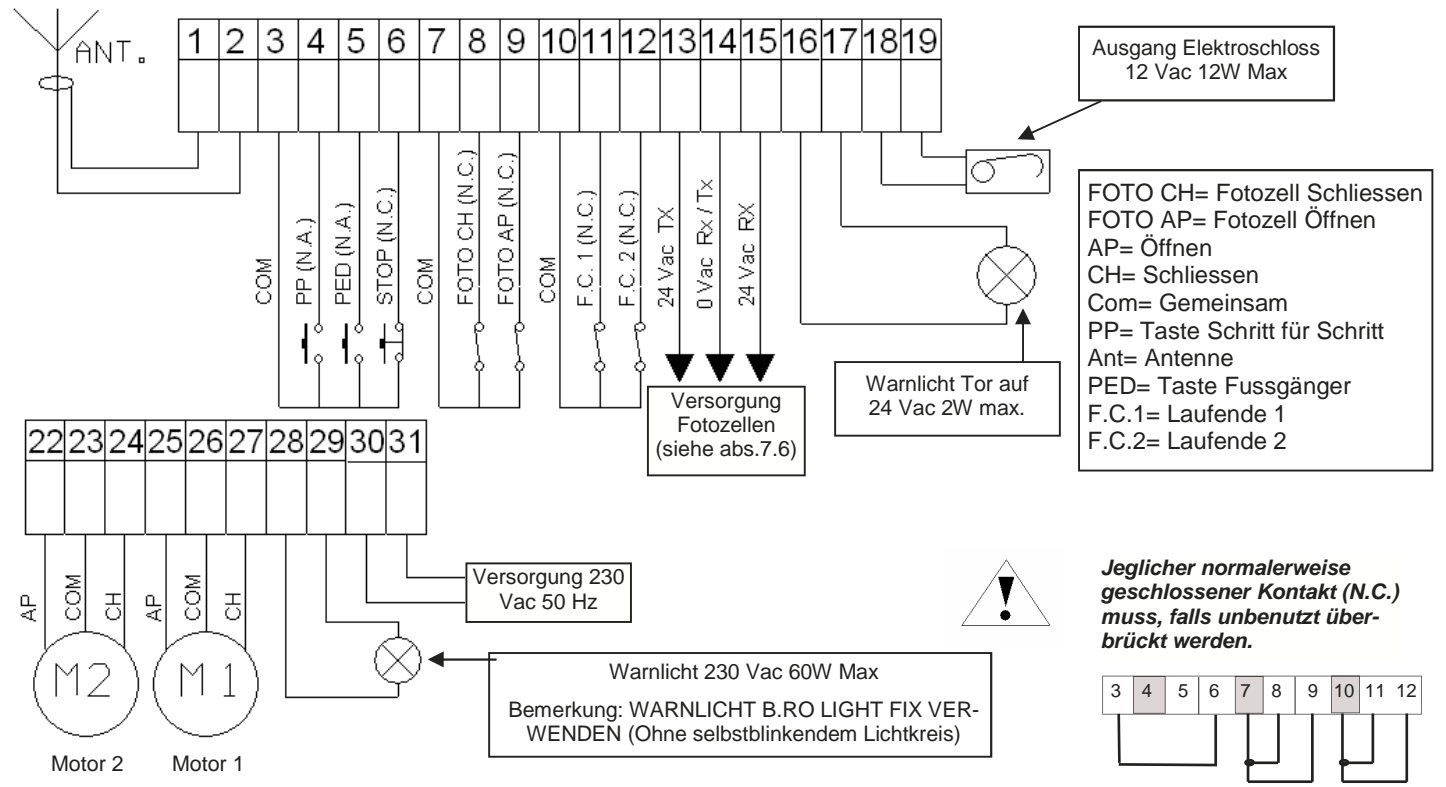 ANT.
1 2 3 4 5 6 7 8 9 10 11 12 13 14 15 16 17 18 19
Ausgang Elektroschloss
12 Vac 12W Max
COM
PP (N.A.)
PED (N.A.)
STOP (N.C.)
COM
FOTO CH (N.C.)
FOTO AP (N.C.)
COM
F.C. 1 (N.C.)
F.C. 2 (N.C.)
24 Vac TX
0 Vac Rx / Tx
24 Vac RX
FOTO CH= Fotozell Schliessen
FOTO AP= Fotozell Öffnen
AP= Öffnen
CH= Schliessen
Com= Gemeinsam
PP= Taste Schritt für Schritt
Ant= Antenne
PED= Taste Fussgänger
F.C.1= Laufende 1
F.C.2= Laufende 2
Versorgung
Fotozellen
(siehe abs.7.6)
Warnlicht Tor auf
24 Vac 2W max.
22 23 24 25 26 27 28 29 30 31
AP
COM
CH
AP
COM
CH
M2
M1
Motor 2
Motor 1
Versorgung 230
Vac 50 Hz
Warnlicht 230 Vac 60W Max
Bemerkung: WARNLICHT B.RO LIGHT FIX VER-
WENDEN (Ohne selbstblinkendem Lichtkreis)
!
Jeglicher normalerweise
geschlossener Kontakt (N.C.)
muss, falls unbenutzt über-
brückt werden.
3 4 5 6 7 8 9 10 11 12